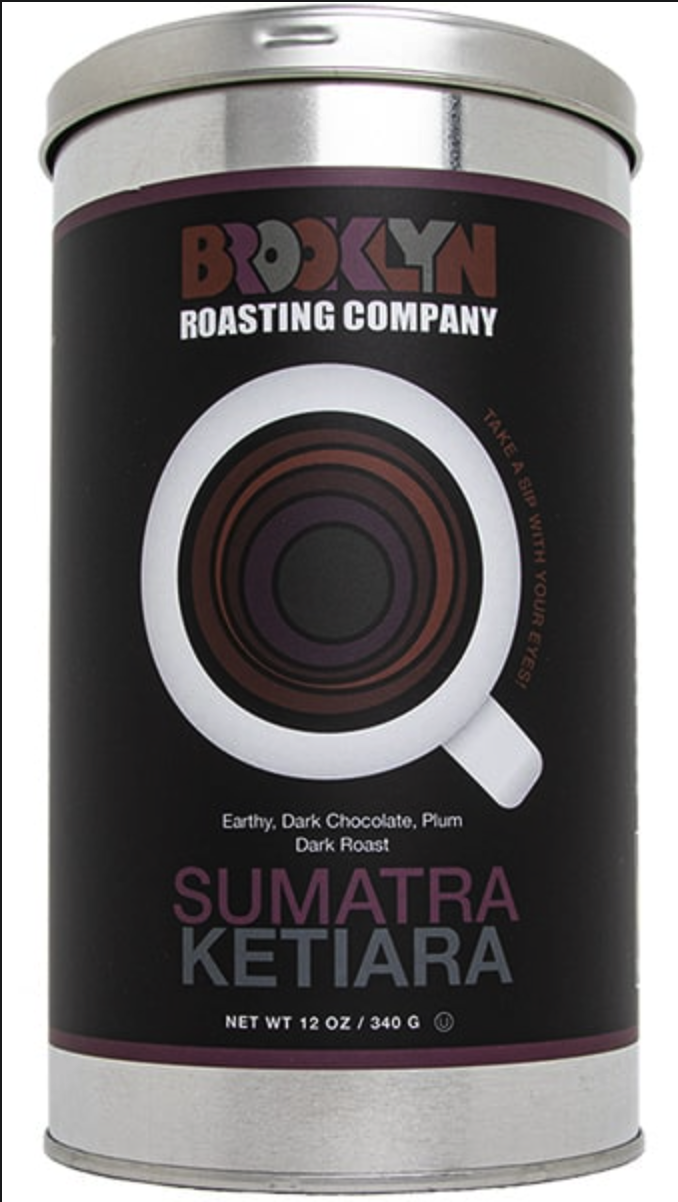 BROOKLYN
ROASTING COMPANY
TAKE A SIP WITH YOUR EYES!
Earthy, Dark Chocolate, Plum
Dark Roast
SUMATRA
KETIARA
NET WT 12 OZ / 340 G Ⓤ